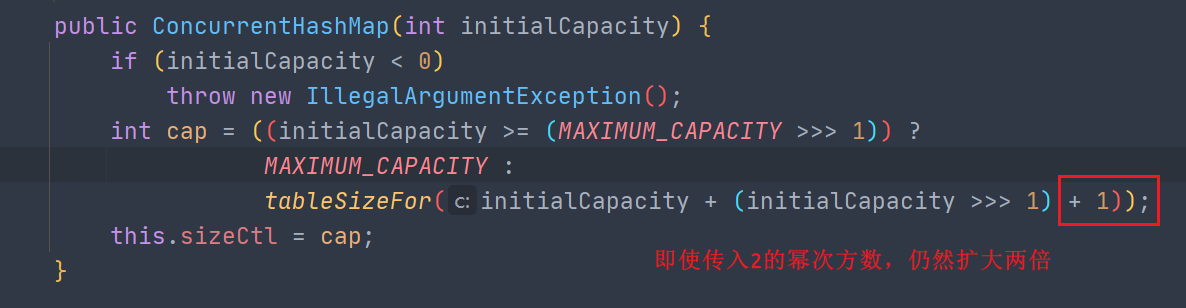 public ConcurrentHashMap(int initialCapacity) {
if (initialCapacity < 0)
throw new IllegalArgumentException();
int cap = ((initialCapacity >= (MAXIMUM_CAPACITY >>> 1)) ?
MAXIMUM_CAPACITY :
tableSizeFor( c: initialCapacity + (initialCapacity >>> 1) + 1));
this.sizeCtl = cap;
即使传入2的幂次方数，仍然扩大两倍
}